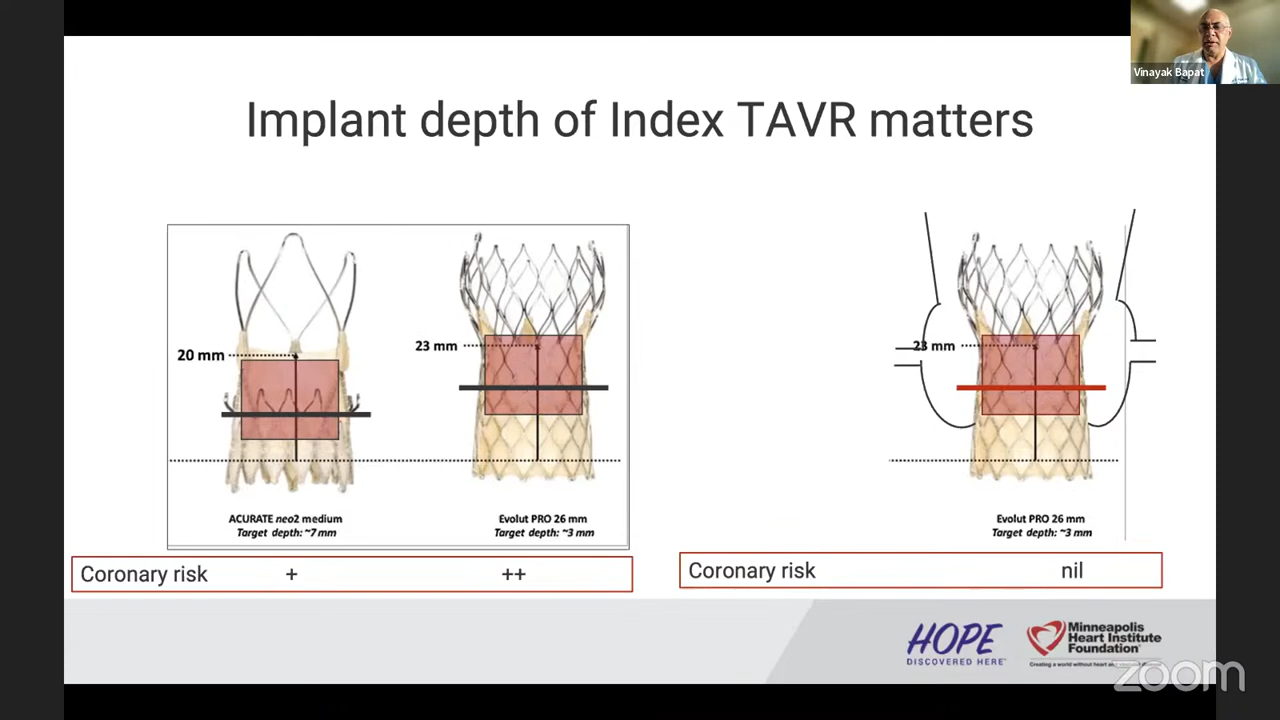 Vinayak Bapat
Implant depth of Index TAVR matters
20 mm
23 mm
23 mm
ACURATE neo2 medium
Target depth: ~7 mm
Evolut PRO 26 mm
Target depth: ~3 mm
Evolut PRO 26 mm
Target depth: ~3 mm
Coronary risk + ++
Coronary risk nil
HOPE
DISCOVERED HERE
Minneapolis
Heart Institute
Foundation
Creating a world without heart and
zoom